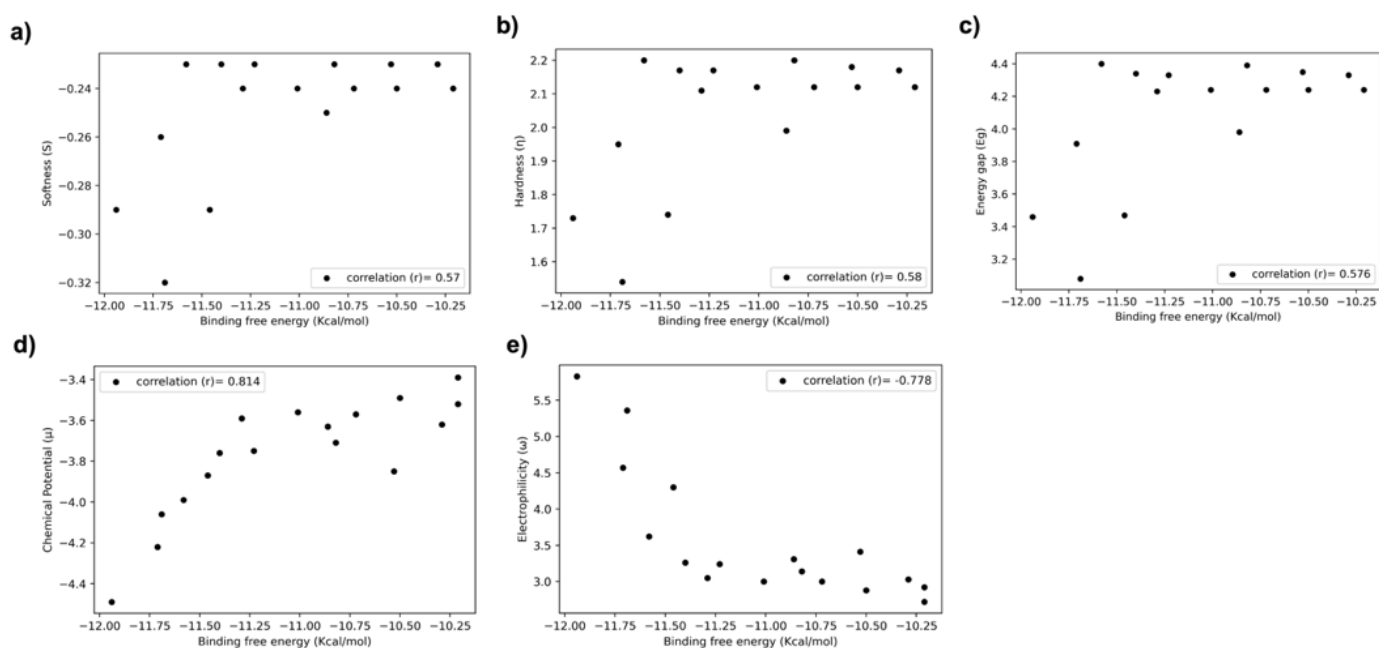 a)
Softness (S)
−0.24
−0.26
−0.28
−0.30
−0.32
correlation (r)= 0.57
−12.00 −11.75 −11.50 −11.25 −11.00 −10.75 −10.50 −10.25
Binding free energy (Kcal/mol)
b)
Hardness (η)
2.2
2.1
2.0
1.9
1.8
1.7
1.6
correlation (r)= 0.58
−12.00 −11.75 −11.50 −11.25 −11.00 −10.75 −10.50 −10.25
Binding free energy (Kcal/mol)
c)
Energy gap (Eg)
4.4
4.2
4.0
3.8
3.6
3.4
3.2
correlation (r)= 0.576
−12.00 −11.75 −11.50 −11.25 −11.00 −10.75 −10.50 −10.25
Binding free energy (Kcal/mol)
d)
Chemical Potential (μ)
−3.4
−3.6
−3.8
−4.0
−4.2
−4.4
correlation (r)= 0.814
−12.00 −11.75 −11.50 −11.25 −11.00 −10.75 −10.50 −10.25
Binding free energy (Kcal/mol)
e)
Electrophilicity (ω)
5.5
5.0
4.5
4.0
3.5
3.0
correlation (r)= -0.778
−12.00 −11.75 −11.50 −11.25 −11.00 −10.75 −10.50 −10.25
Binding free energy (Kcal/mol)